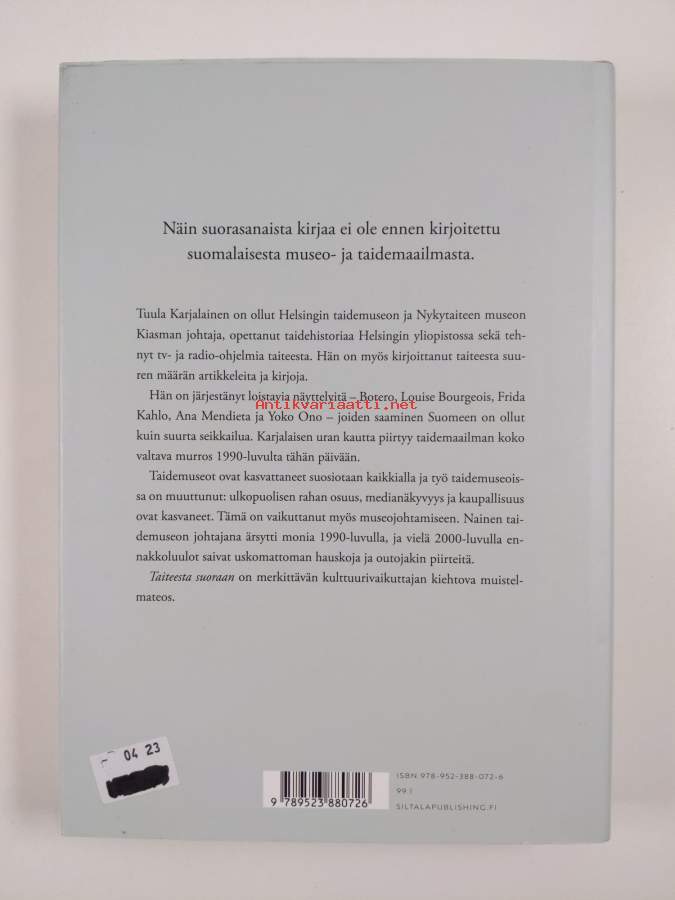 Näin suorasanaista kirjaa ei ole ennen kirjoitettu
suomalaisesta museo- ja taidemaailmasta.
Tuula Karjalainen on ollut Helsingin taidemuseon ja Nykytaiteen museon
Kiasman johtaja, opettanut taidehistoriaa Helsingin yliopistossa sekä teh-
nyt tv- ja radio-ohjelmia taiteesta. Hän on myös kirjoittanut taiteesta suu-
ren määrän artikkeleita ja kirjoja.
Hän on järjestänyt loistavia näyttelyitä – Botero, Louise Bourgeois, Frida
Antikvariaatti.net
Kahlo, Ana Mendieta ja Yoko Ono – joiden saaminen Suomeen on ollut
kuin suurta seikkailua. Karjalaisen uran kautta piirtyy taidemaailman koko
valtava murros 1990-luvulta tähän päivään.
Taidemuseot ovat kasvattaneet suosiotaan kaikkialla ja työ taidemuseois-
sa on muuttunut: ulkopuolisen rahan osuus, medianäkyvyys ja kaupallisuus
ovat kasvaneet. Tämä on vaikuttanut myös museojohtamiseen. Nainen tai-
demuseon johtajana ärsytti monia 1990-luvulla, ja vielä 2000-luvulla en-
nakkoluulot saivat uskomattoman hauskoja ja outojakin piirteitä.
Taiteesta suoraan on merkittävän kulttuurivaikuttajan kiehtova muistel-
mateos.
04 23
ISBN 978-952-388-072-6
99.1
SILTALAPUBLISHING.FI
9 789523 880726